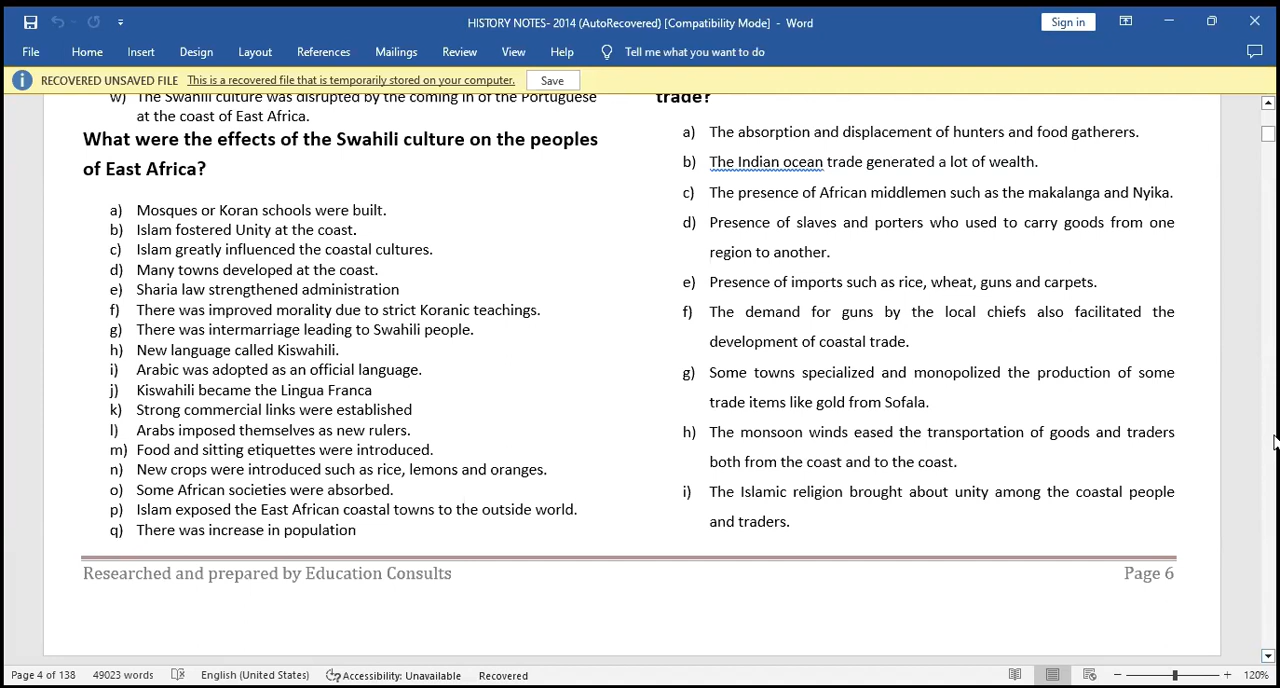 HISTORY NOTES- 2014 (AutoRecovered) [Compatibility Mode] - Word
Sign in
File Home Insert Design Layout References Mailings Review View Help Tell me what you want to do
RECOVERED UNSAVED FILE This is a recovered file that is temporarily stored on your computer. Save
w) The Swahili culture was disrupted by the coming in of the Portuguese
at the coast of East Africa.
What were the effects of the Swahili culture on the peoples
of East Africa?
a) Mosques or Koran schools were built.
b) Islam fostered Unity at the coast.
c) Islam greatly influenced the coastal cultures.
d) Many towns developed at the coast.
e) Sharia law strengthened administration
f) There was improved morality due to strict Koranic teachings.
g) There was intermarriage leading to Swahili people.
h) New language called Kiswahili.
i) Arabic was adopted as an official language.
j) Kiswahili became the Lingua Franca
k) Strong commercial links were established
l) Arabs imposed themselves as new rulers.
m) Food and sitting etiquettes were introduced.
n) New crops were introduced such as rice, lemons and oranges.
o) Some African societies were absorbed.
p) Islam exposed the East African coastal towns to the outside world.
q) There was increase in population
trade?
a) The absorption and displacement of hunters and food gatherers.
b) The Indian ocean trade generated a lot of wealth.
c) The presence of African middlemen such as the makalanga and Nyika.
d) Presence of slaves and porters who used to carry goods from one
region to another.
e) Presence of imports such as rice, wheat, guns and carpets.
f) The demand for guns by the local chiefs also facilitated the
development of coastal trade.
g) Some towns specialized and monopolized the production of some
trade items like gold from Sofala.
h) The monsoon winds eased the transportation of goods and traders
both from the coast and to the coast.
i) The Islamic religion brought about unity among the coastal people
and traders.
Researched and prepared by Education Consults Page 6
Page 4 of 138 49023 words English (United States) Accessibility: Unavailable Recovered 120%